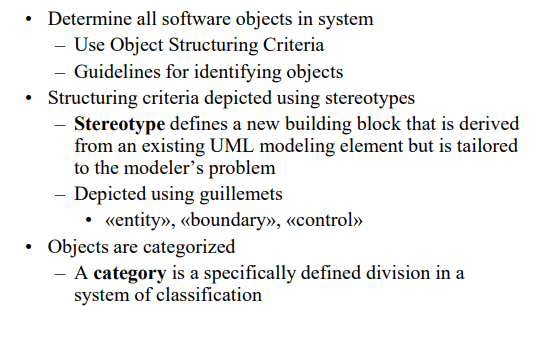 • Determine all software objects in system
– Use Object Structuring Criteria
– Guidelines for identifying objects
• Structuring criteria depicted using stereotypes
– Stereotype defines a new building block that is derived
from an existing UML modeling element but is tailored
to the modeler's problem
– Depicted using guillemets
• «entity», «boundary», «control»
• Objects are categorized
– A category is a specifically defined division in a
system of classification